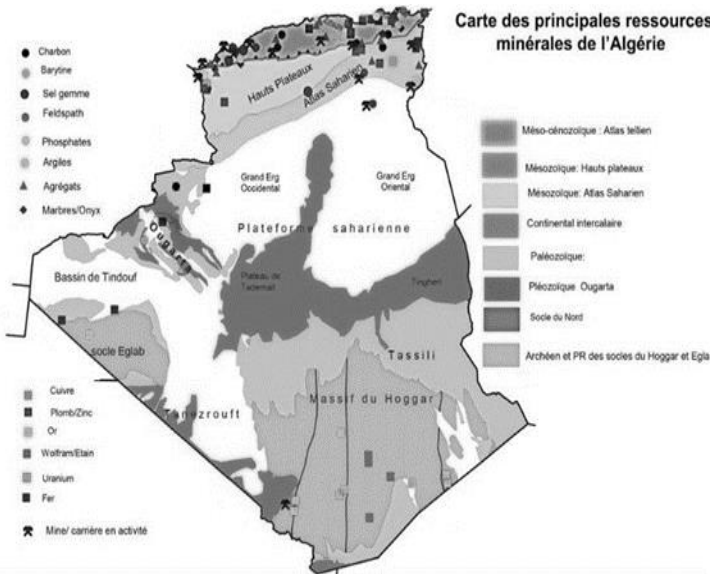 Carte des principales ressources
minérales de l'Algérie
Charbon
Barytine
Sel gemme
Feldspath
Phosphates
Argiles
Agrégats
Marbres/Onyx
Hauts Plateaux
Atlas Saharien
Grand Erg
Occidental
Grand Erg
Oriental
Plateforme saharienne
Ougarta
Bassin de Tindouf
Plateau de
Tademait
Tinghert
socle Eglab
Tassili
Massif du Hoggar
Tanezrouft
Méso-cénozoïque : Atlas tellien
Mésozoïque: Hauts plateaux
Mésozoïque: Atlas Saharien
Continental intercalaire
Paléozoïque:
Pléozoïque Ougarta
Socle du Nord
Archéen et PR des socles du Hoggar et Egla
Cuivre
Plomb/Zinc
Or
Wolfram/Etain
Uranium
Fer
Mine/ carrière en activité